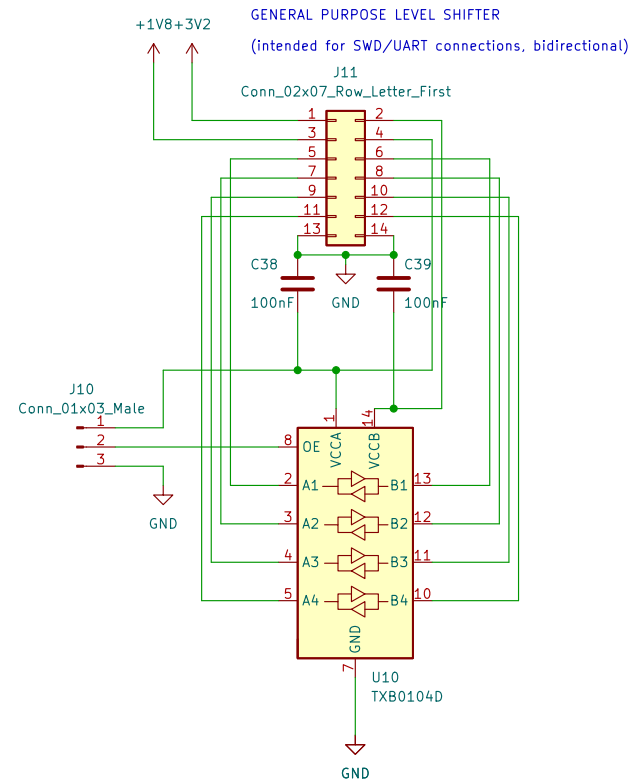 GENERAL PURPOSE LEVEL SHIFTER
+1V8 +3V2
(intended for SWD/UART connections, bidirectional)
J11
Conn_02x07_Row_Letter_First
1 2
3 4
5 6
7 8
9 10
11 12
13 14
C38 C39
100nF GND 100nF
J10
Conn_01x03_Male
1
2
3
GND
1 14
VCCA VCCB
8 OE
2 A1 B1 13
3 A2 B2 12
4 A3 B3 11
5 A4 B4 10
GND
7
U10
TXB0104D
GND